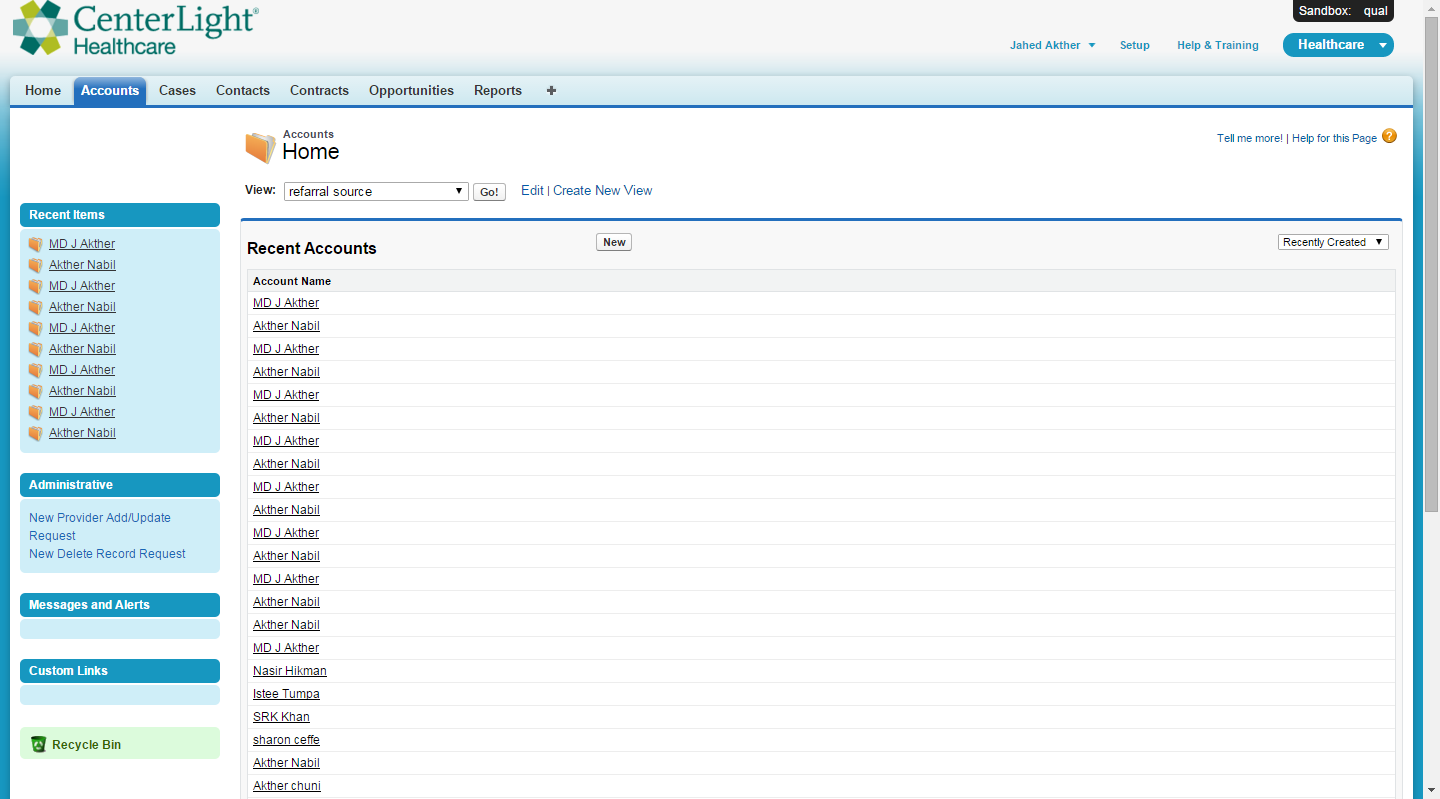 CenterLight®
Healthcare
Sandbox: qual
Jahed Akther Setup Help & Training Healthcare
Home Accounts Cases Contacts Contracts Opportunities Reports +
Accounts
Home
Tell me more! | Help for this Page ?
View: refarral source Go! Edit | Create New View
Recent Items
MD J Akther
Akther Nabil
MD J Akther
Akther Nabil
MD J Akther
Akther Nabil
MD J Akther
Akther Nabil
MD J Akther
Akther Nabil
Administrative
New Provider Add/Update
Request
New Delete Record Request
Messages and Alerts
Custom Links
Recycle Bin
Recent Accounts New Recently Created
Account Name
MD J Akther
Akther Nabil
MD J Akther
Akther Nabil
MD J Akther
Akther Nabil
MD J Akther
Akther Nabil
MD J Akther
Akther Nabil
MD J Akther
Akther Nabil
MD J Akther
Akther Nabil
Akther Nabil
MD J Akther
Nasir Hikman
Istee Tumpa
SRK Khan
sharon ceffe
Akther Nabil
Akther chuni